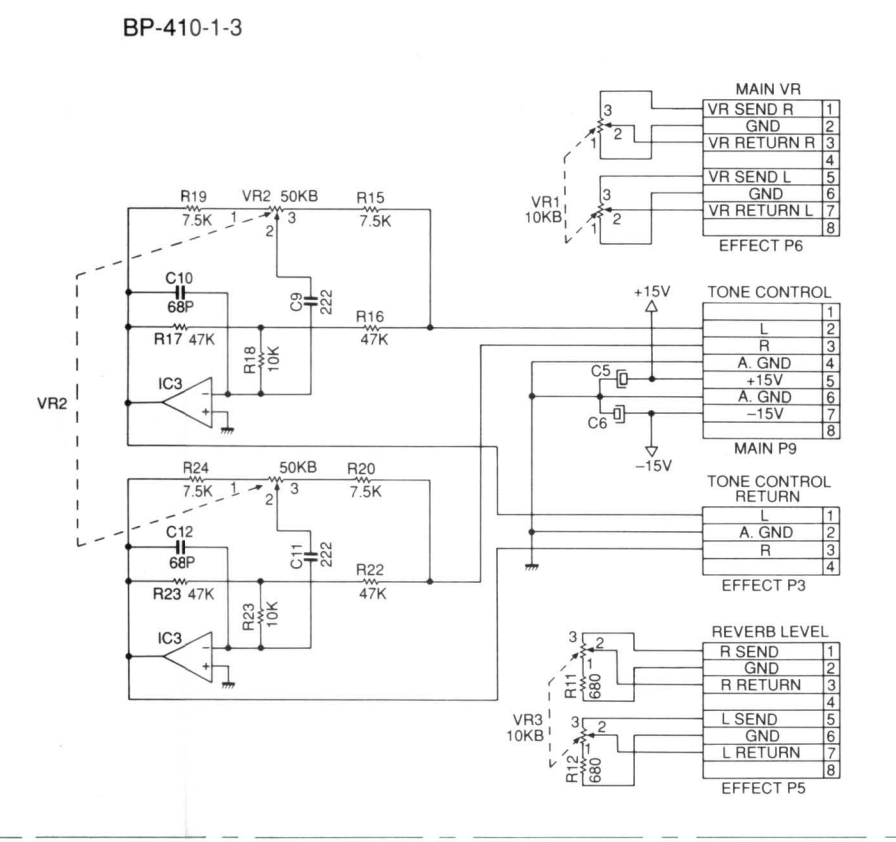 BP-410-1-3
MAIN VR
VR SEND R 1
GND 2
VR RETURN R 3
4
VR SEND L 5
GND 6
VR RETURN L 7
8
EFFECT P6
3
2
1
3
2
1
VR1
10KB
R19
7.5K
1
VR2 50KB
3
2
R15
7.5K
C10
68P
C9
222
R17 47K
R18
10K
R16
47K
IC3
−
+
VR2
+15V
TONE CONTROL
1
L 2
R 3
A. GND 4
+15V 5
A. GND 6
−15V 7
8
MAIN P9
C5
C6
−15V
R24
7.5K
1
50KB
3
2
R20
7.5K
C12
68P
C11
222
R23 47K
R23
10K
R22
47K
IC3
−
+
TONE CONTROL
RETURN
L 1
A. GND 2
R 3
4
EFFECT P3
REVERB LEVEL
R SEND 1
GND 2
R RETURN 3
4
L SEND 5
GND 6
L RETURN 7
8
EFFECT P5
3
2
1
R11
680
VR3
10KB
3
2
1
R12
680